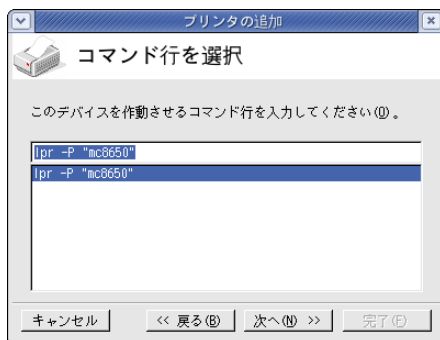 プリンタの追加
コマンド行を選択
このデバイスを作動させるコマンド行を入力してください(O)。
lpr -P "mc8650"
lpr -P "mc8650"
キャンセル << 戻る(B) 次へ(N) >> 完了(F)